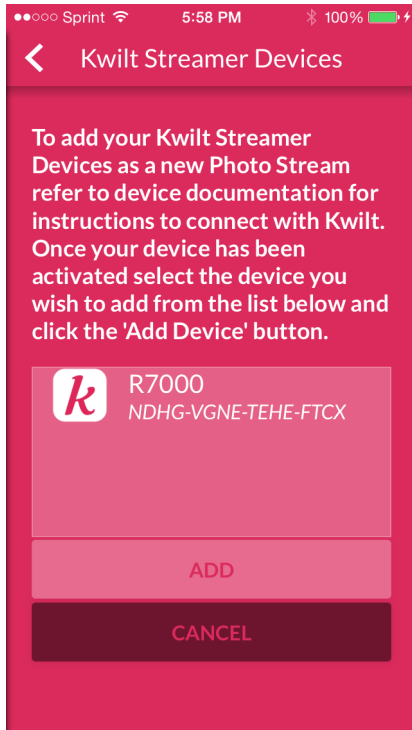 Sprint 5:58 PM 100%
Kwilt Streamer Devices
To add your Kwilt Streamer
Devices as a new Photo Stream
refer to device documentation for
instructions to connect with Kwilt.
Once your device has been
activated select the device you
wish to add from the list below and
click the 'Add Device' button.
k
R7000
NDHG-VGNE-TEHE-FTCX
ADD
CANCEL